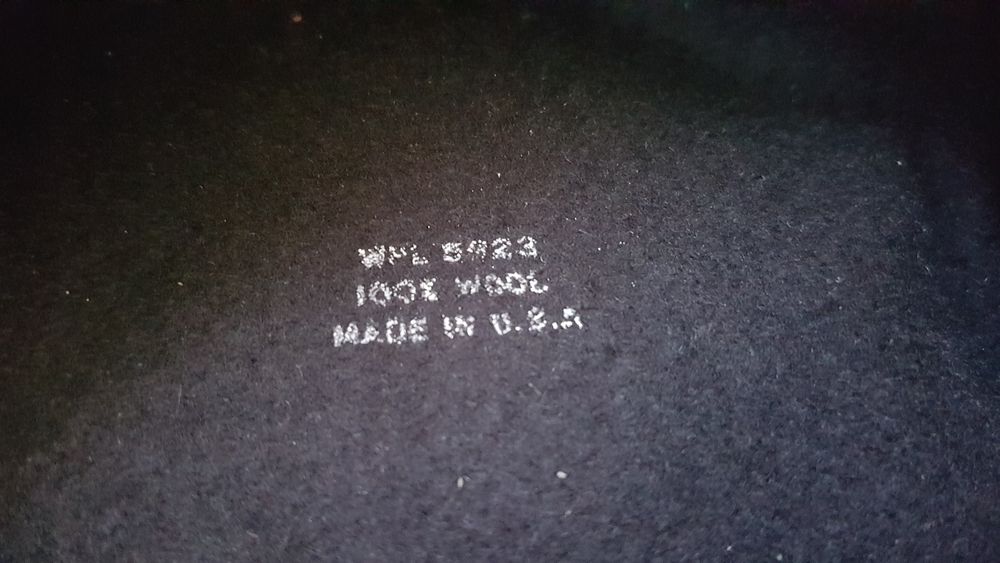 WPL 5923
100% WOOL
MADE IN U.S.A